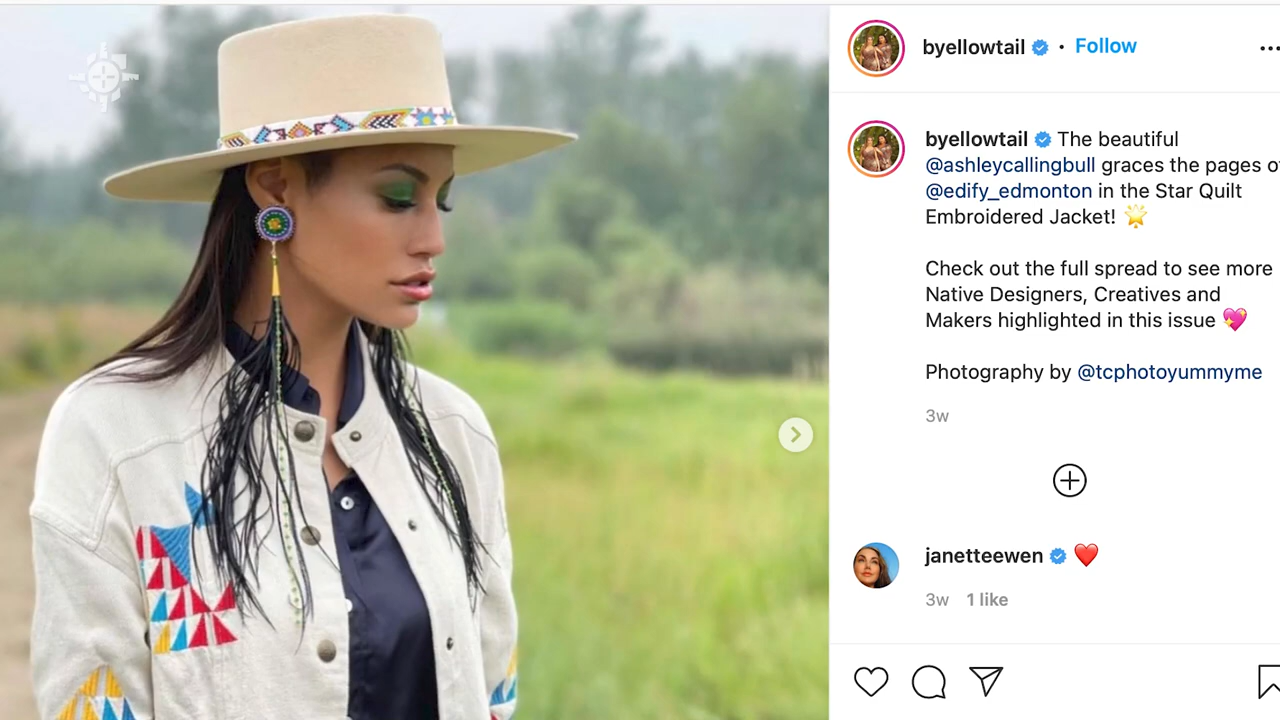 byellowtail • Follow
byellowtail The beautiful
@ashleycallingbull graces the pages of
@edify_edmonton in the Star Quilt
Embroidered Jacket! 🌟
Check out the full spread to see more
Native Designers, Creatives and
Makers highlighted in this issue 💖
Photography by @tcphotoyummyme
3w
janetteewen ❤️
3w 1 like